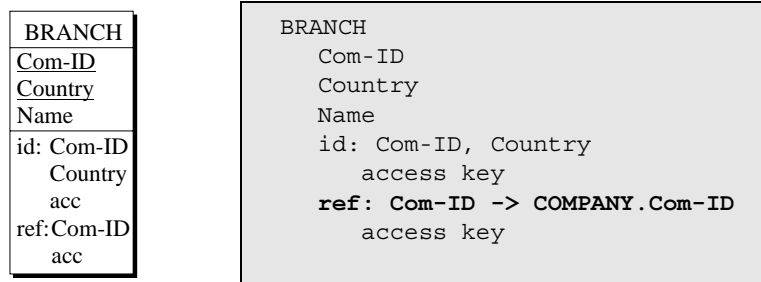 BRANCH
Com-ID
Country
Name
id: Com-ID
Country
acc
ref:Com-ID
acc
BRANCH
Com-ID
Country
Name
id: Com-ID, Country
access key
ref: Com-ID -> COMPANY.Com-ID
access key